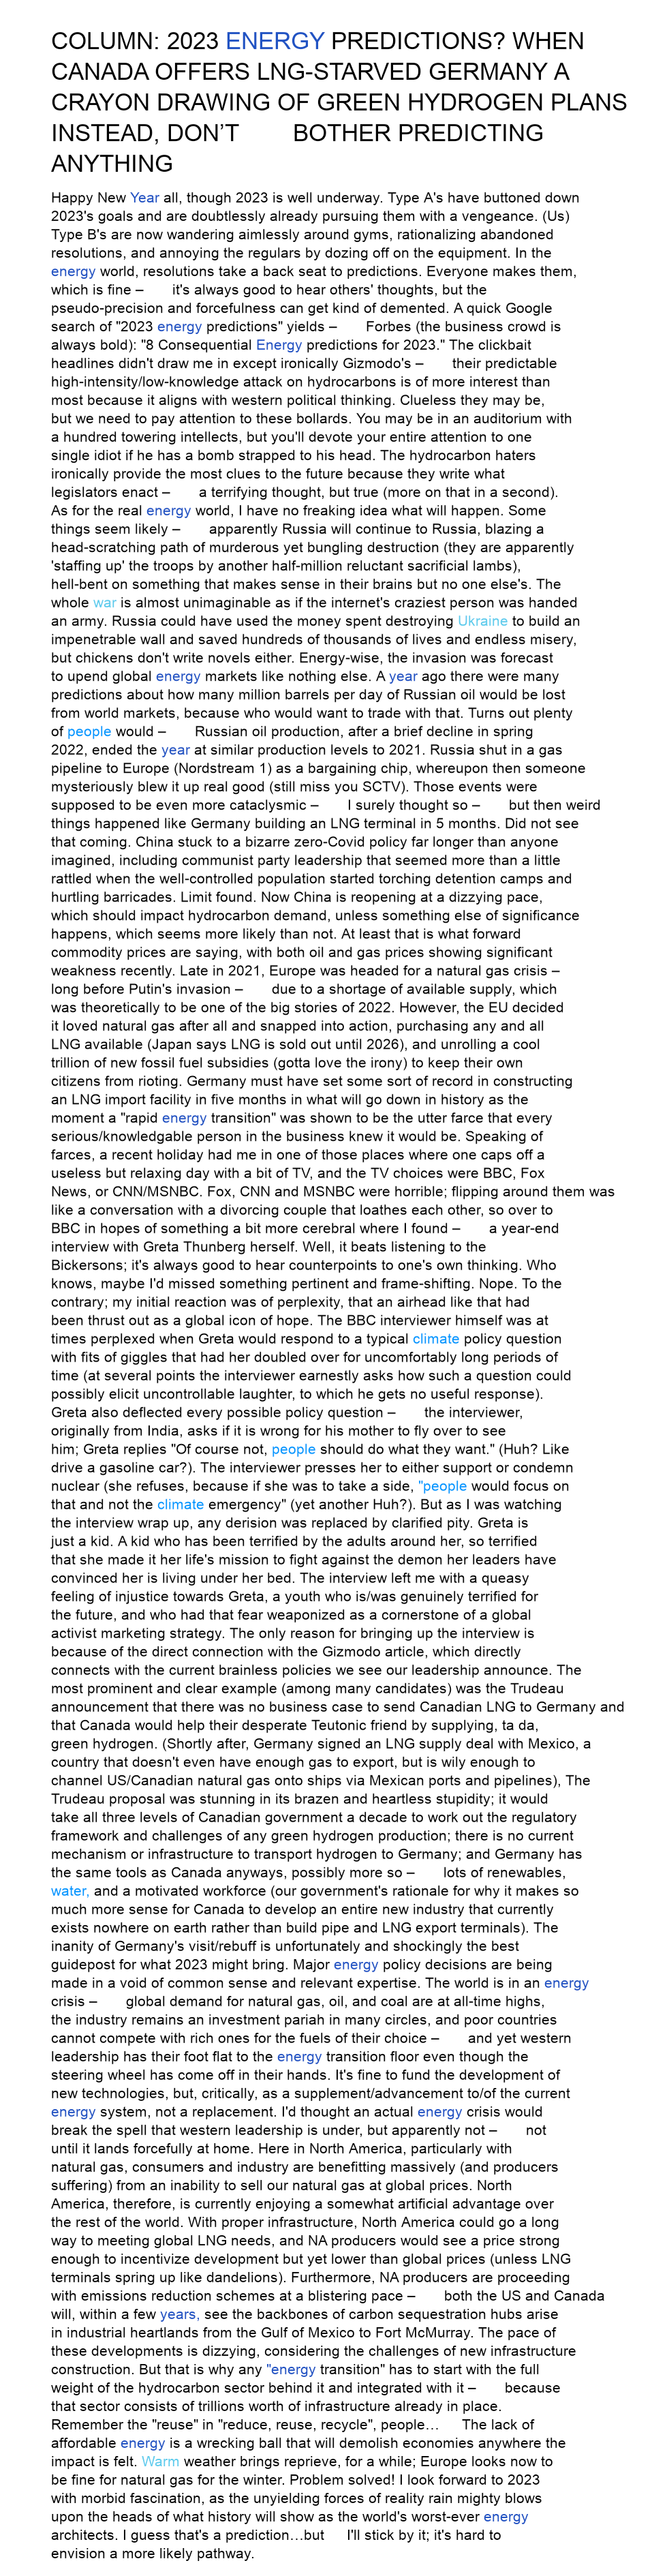 COLUMN: 2023 ENERGY PREDICTIONS? WHEN
CANADA OFFERS LNG-STARVED GERMANY A
CRAYON DRAWING OF GREEN HYDROGEN PLANS
INSTEAD, DON’T BOTHER PREDICTING
ANYTHING
Happy New Year all, though 2023 is well underway. Type A's have buttoned down
2023's goals and are doubtlessly already pursuing them with a vengeance. (Us)
Type B's are now wandering aimlessly around gyms, rationalizing abandoned
resolutions, and annoying the regulars by dozing off on the equipment. In the
energy world, resolutions take a back seat to predictions. Everyone makes them,
which is fine – it's always good to hear others' thoughts, but the
pseudo-precision and forcefulness can get kind of demented. A quick Google
search of "2023 energy predictions" yields – Forbes (the business crowd is
always bold): "8 Consequential Energy predictions for 2023." The clickbait
headlines didn't draw me in except ironically Gizmodo's – their predictable
high-intensity/low-knowledge attack on hydrocarbons is of more interest than
most because it aligns with western political thinking. Clueless they may be,
but we need to pay attention to these bollards. You may be in an auditorium with
a hundred towering intellects, but you'll devote your entire attention to one
single idiot if he has a bomb strapped to his head. The hydrocarbon haters
ironically provide the most clues to the future because they write what
legislators enact – a terrifying thought, but true (more on that in a second).
As for the real energy world, I have no freaking idea what will happen. Some
things seem likely – apparently Russia will continue to Russia, blazing a
head-scratching path of murderous yet bungling destruction (they are apparently
'staffing up' the troops by another half-million reluctant sacrificial lambs),
hell-bent on something that makes sense in their brains but no one else's. The
whole war is almost unimaginable as if the internet's craziest person was handed
an army. Russia could have used the money spent destroying Ukraine to build an
impenetrable wall and saved hundreds of thousands of lives and endless misery,
but chickens don't write novels either. Energy-wise, the invasion was forecast
to upend global energy markets like nothing else. A year ago there were many
predictions about how many million barrels per day of Russian oil would be lost
from world markets, because who would want to trade with that. Turns out plenty
of people would – Russian oil production, after a brief decline in spring
2022, ended the year at similar production levels to 2021. Russia shut in a gas
pipeline to Europe (Nordstream 1) as a bargaining chip, whereupon then someone
mysteriously blew it up real good (still miss you SCTV). Those events were
supposed to be even more cataclysmic – I surely thought so – but then weird
things happened like Germany building an LNG terminal in 5 months. Did not see
that coming. China stuck to a bizarre zero-Covid policy far longer than anyone
imagined, including communist party leadership that seemed more than a little
rattled when the well-controlled population started torching detention camps and
hurtling barricades. Limit found. Now China is reopening at a dizzying pace,
which should impact hydrocarbon demand, unless something else of significance
happens, which seems more likely than not. At least that is what forward
commodity prices are saying, with both oil and gas prices showing significant
weakness recently. Late in 2021, Europe was headed for a natural gas crisis –
long before Putin's invasion – due to a shortage of available supply, which
was theoretically to be one of the big stories of 2022. However, the EU decided
it loved natural gas after all and snapped into action, purchasing any and all
LNG available (Japan says LNG is sold out until 2026), and unrolling a cool
trillion of new fossil fuel subsidies (gotta love the irony) to keep their own
citizens from rioting. Germany must have set some sort of record in constructing
an LNG import facility in five months in what will go down in history as the
moment a "rapid energy transition" was shown to be the utter farce that every
serious/knowledgable person in the business knew it would be. Speaking of
farces, a recent holiday had me in one of those places where one caps off a
useless but relaxing day with a bit of TV, and the TV choices were BBC, Fox
News, or CNN/MSNBC. Fox, CNN and MSNBC were horrible; flipping around them was
like a conversation with a divorcing couple that loathes each other, so over to
BBC in hopes of something a bit more cerebral where I found – a year-end
interview with Greta Thunberg herself. Well, it beats listening to the
Bickersons; it's always good to hear counterpoints to one's own thinking. Who
knows, maybe I'd missed something pertinent and frame-shifting. Nope. To the
contrary; my initial reaction was of perplexity, that an airhead like that had
been thrust out as a global icon of hope. The BBC interviewer himself was at
times perplexed when Greta would respond to a typical climate policy question
with fits of giggles that had her doubled over for uncomfortably long periods of
time (at several points the interviewer earnestly asks how such a question could
possibly elicit uncontrollable laughter, to which he gets no useful response).
Greta also deflected every possible policy question – the interviewer,
originally from India, asks if it is wrong for his mother to fly over to see
him; Greta replies "Of course not, people should do what they want." (Huh? Like
drive a gasoline car?). The interviewer presses her to either support or condemn
nuclear (she refuses, because if she was to take a side, "people would focus on
that and not the climate emergency" (yet another Huh?). But as I was watching
the interview wrap up, any derision was replaced by clarified pity. Greta is
just a kid. A kid who has been terrified by the adults around her, so terrified
that she made it her life's mission to fight against the demon her leaders have
convinced her is living under her bed. The interview left me with a queasy
feeling of injustice towards Greta, a youth who is/was genuinely terrified for
the future, and who had that fear weaponized as a cornerstone of a global
activist marketing strategy. The only reason for bringing up the interview is
because of the direct connection with the Gizmodo article, which directly
connects with the current brainless policies we see our leadership announce. The
most prominent and clear example (among many candidates) was the Trudeau
announcement that there was no business case to send Canadian LNG to Germany and
that Canada would help their desperate Teutonic friend by supplying, ta da,
green hydrogen. (Shortly after, Germany signed an LNG supply deal with Mexico, a
country that doesn't even have enough gas to export, but is wily enough to
channel US/Canadian natural gas onto ships via Mexican ports and pipelines), The
Trudeau proposal was stunning in its brazen and heartless stupidity; it would
take all three levels of Canadian government a decade to work out the regulatory
framework and challenges of any green hydrogen production; there is no current
mechanism or infrastructure to transport hydrogen to Germany; and Germany has
the same tools as Canada anyways, possibly more so – lots of renewables,
water, and a motivated workforce (our government's rationale for why it makes so
much more sense for Canada to develop an entire new industry that currently
exists nowhere on earth rather than build pipe and LNG export terminals). The
inanity of Germany's visit/rebuff is unfortunately and shockingly the best
guidepost for what 2023 might bring. Major energy policy decisions are being
made in a void of common sense and relevant expertise. The world is in an energy
crisis – global demand for natural gas, oil, and coal are at all-time highs,
the industry remains an investment pariah in many circles, and poor countries
cannot compete with rich ones for the fuels of their choice – and yet western
leadership has their foot flat to the energy transition floor even though the
steering wheel has come off in their hands. It's fine to fund the development of
new technologies, but, critically, as a supplement/advancement to/of the current
energy system, not a replacement. I'd thought an actual energy crisis would
break the spell that western leadership is under, but apparently not – not
until it lands forcefully at home. Here in North America, particularly with
natural gas, consumers and industry are benefitting massively (and producers
suffering) from an inability to sell our natural gas at global prices. North
America, therefore, is currently enjoying a somewhat artificial advantage over
the rest of the world. With proper infrastructure, North America could go a long
way to meeting global LNG needs, and NA producers would see a price strong
enough to incentivize development but yet lower than global prices (unless LNG
terminals spring up like dandelions). Furthermore, NA producers are proceeding
with emissions reduction schemes at a blistering pace – both the US and Canada
will, within a few years, see the backbones of carbon sequestration hubs arise
in industrial heartlands from the Gulf of Mexico to Fort McMurray. The pace of
these developments is dizzying, considering the challenges of new infrastructure
construction. But that is why any "energy transition" has to start with the full
weight of the hydrocarbon sector behind it and integrated with it – because
that sector consists of trillions worth of infrastructure already in place.
Remember the "reuse" in "reduce, reuse, recycle", people… The lack of
affordable energy is a wrecking ball that will demolish economies anywhere the
impact is felt. Warm weather brings reprieve, for a while; Europe looks now to
be fine for natural gas for the winter. Problem solved! I look forward to 2023
with morbid fascination, as the unyielding forces of reality rain mighty blows
upon the heads of what history will show as the world's worst-ever energy
architects. I guess that's a prediction…but I'll stick by it; it's hard to
envision a more likely pathway.